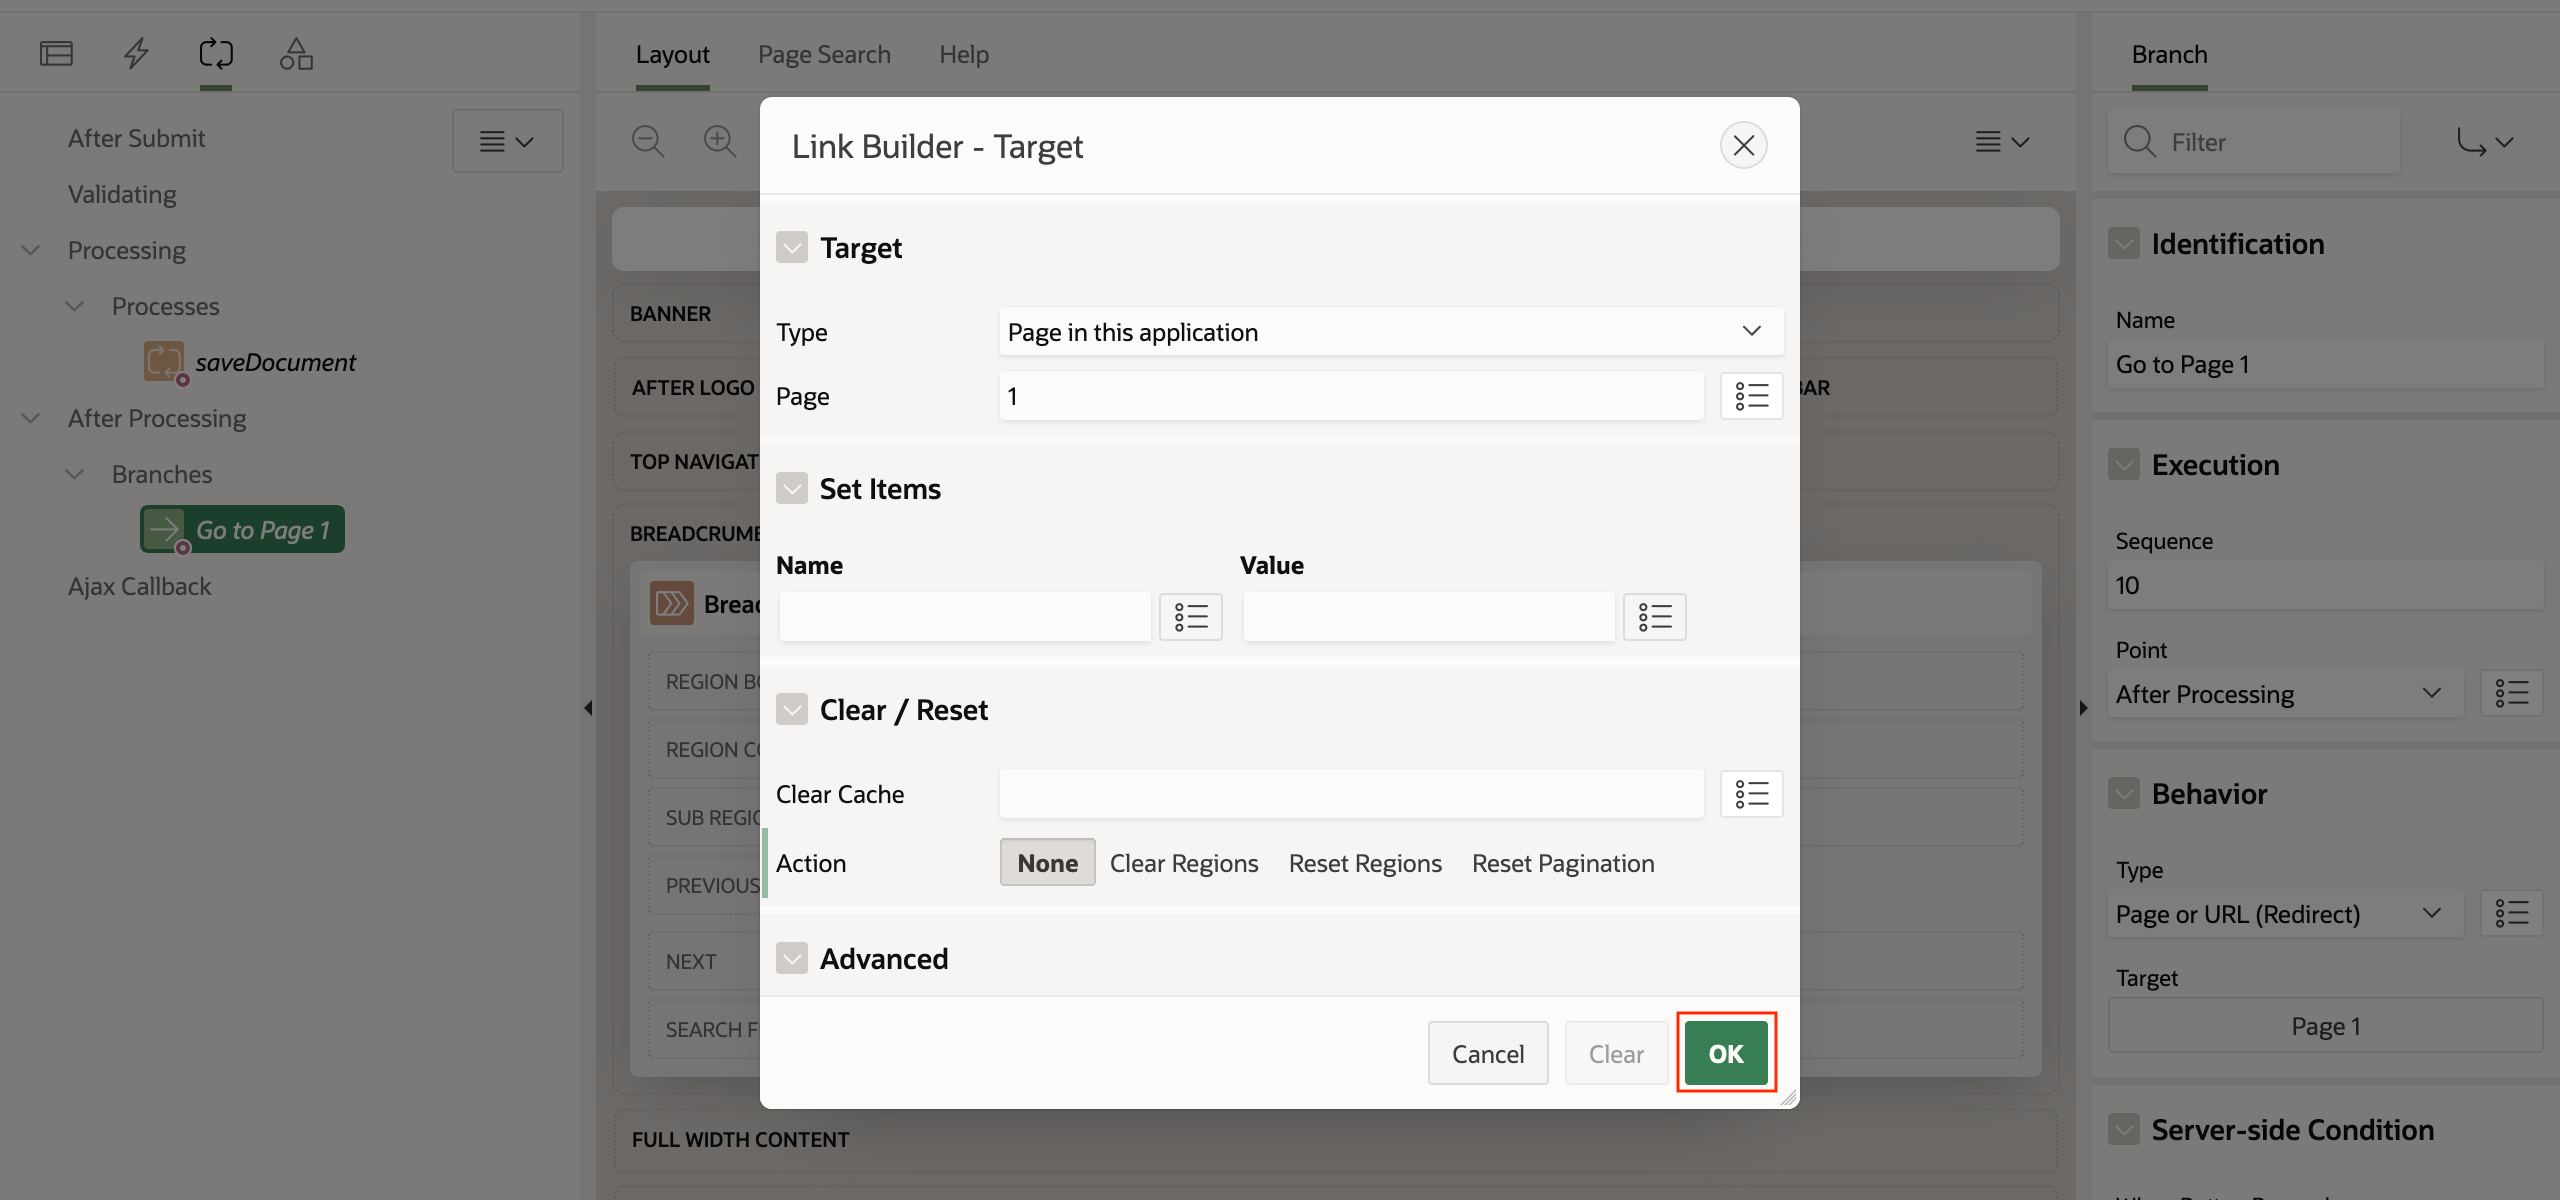 Layout
Page Search
Help
Branch
After Submit
Validating
Processing
Processes
saveDocument
After Processing
Branches
Go to Page 1
Ajax Callback
BANNER
AFTER LOGO
BAR
TOP NAVIGAT
BREADCRUMB
Bread
REGION BO
REGION CO
SUB REGIO
PREVIOUS
NEXT
SEARCH F
FULL WIDTH CONTENT
Link Builder - Target
Target
Type
Page in this application
Page
1
Set Items
Name
Value
Clear / Reset
Clear Cache
Action
None
Clear Regions
Reset Regions
Reset Pagination
Advanced
Cancel
Clear
OK
Filter
Identification
Name
Go to Page 1
Execution
Sequence
10
Point
After Processing
Behavior
Type
Page or URL (Redirect)
Target
Page 1
Server-side Condition